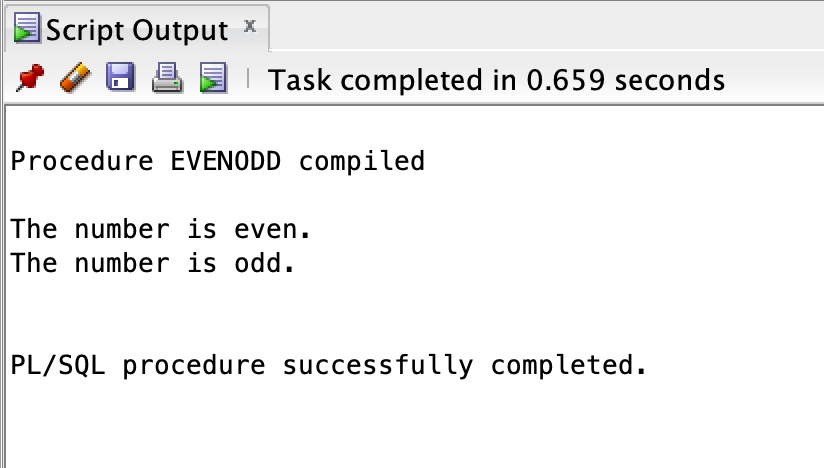 Script Output x
Task completed in 0.659 seconds
Procedure EVENODD compiled
The number is even.
The number is odd.
PL/SQL procedure successfully completed.